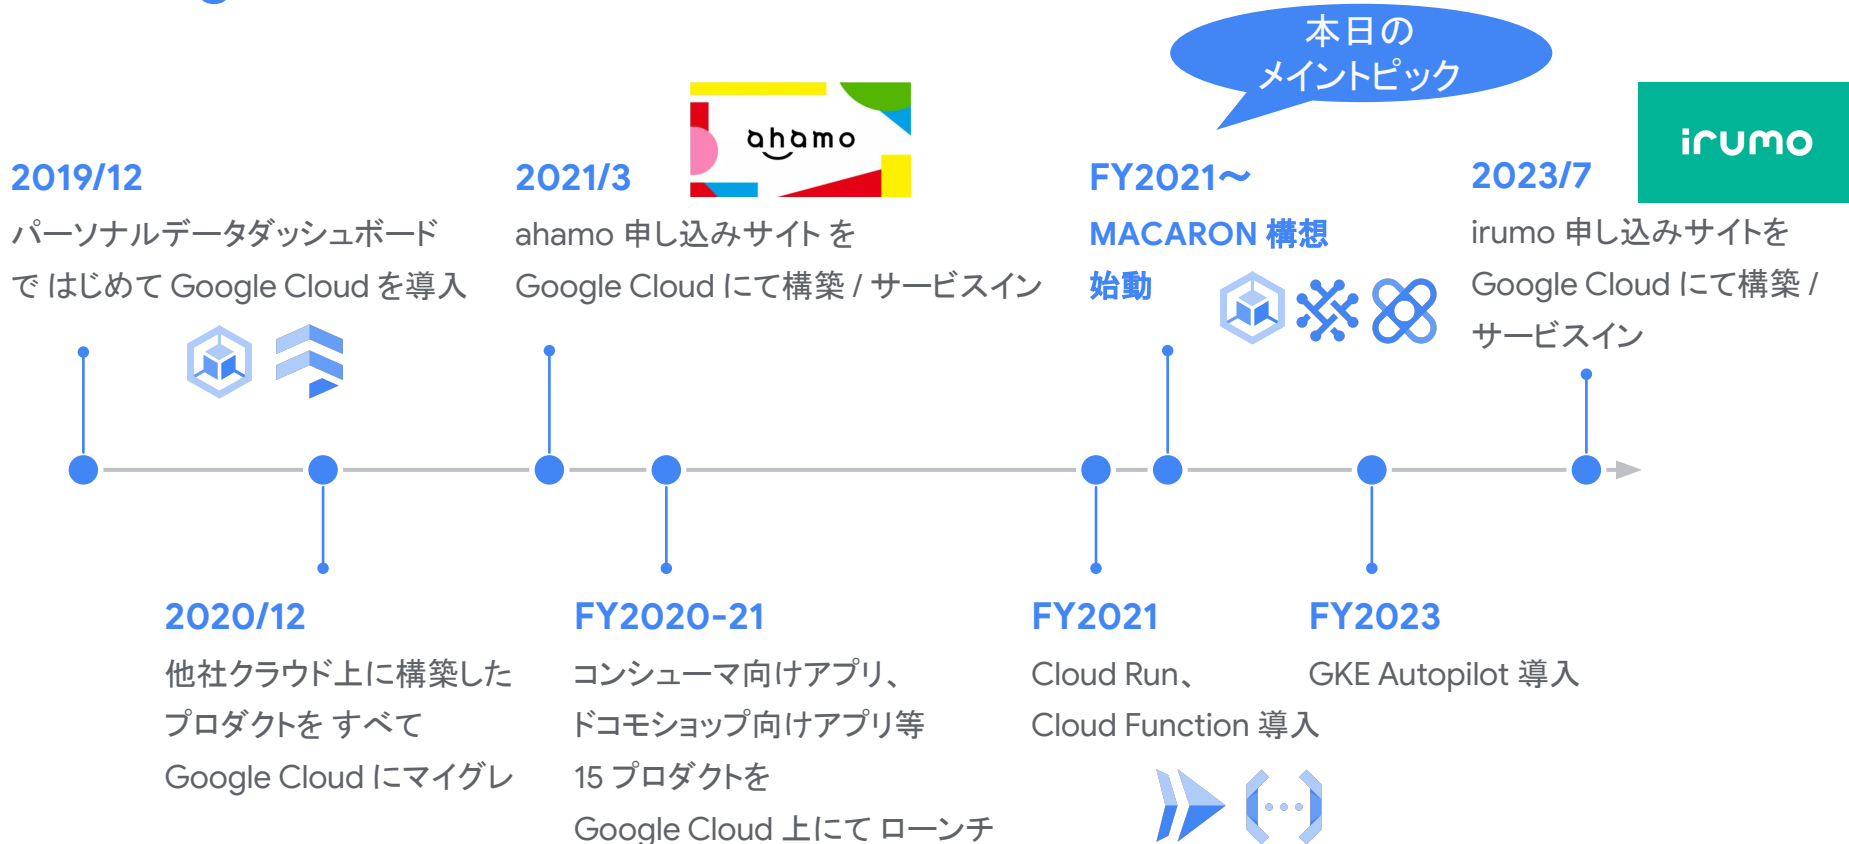 本日の
メイントピック
ahamo
irumo
2019/12
パーソナルデータダッシュボード
で はじめて Google Cloud を導入
2021/3
ahamo 申し込みサイト を
Google Cloud にて構築 / サービスイン
FY2021～
MACARON 構想
始動
2023/7
irumo 申し込みサイトを
Google Cloud にて構築 /
サービスイン
2020/12
他社クラウド上に構築した
プロダクトを すべて
Google Cloud にマイグレ
FY2020-21
コンシューマ向けアプリ、
ドコモショップ向けアプリ等
15 プロダクトを
Google Cloud 上にて ローンチ
FY2021
Cloud Run、
Cloud Function 導入
FY2023
GKE Autopilot 導入